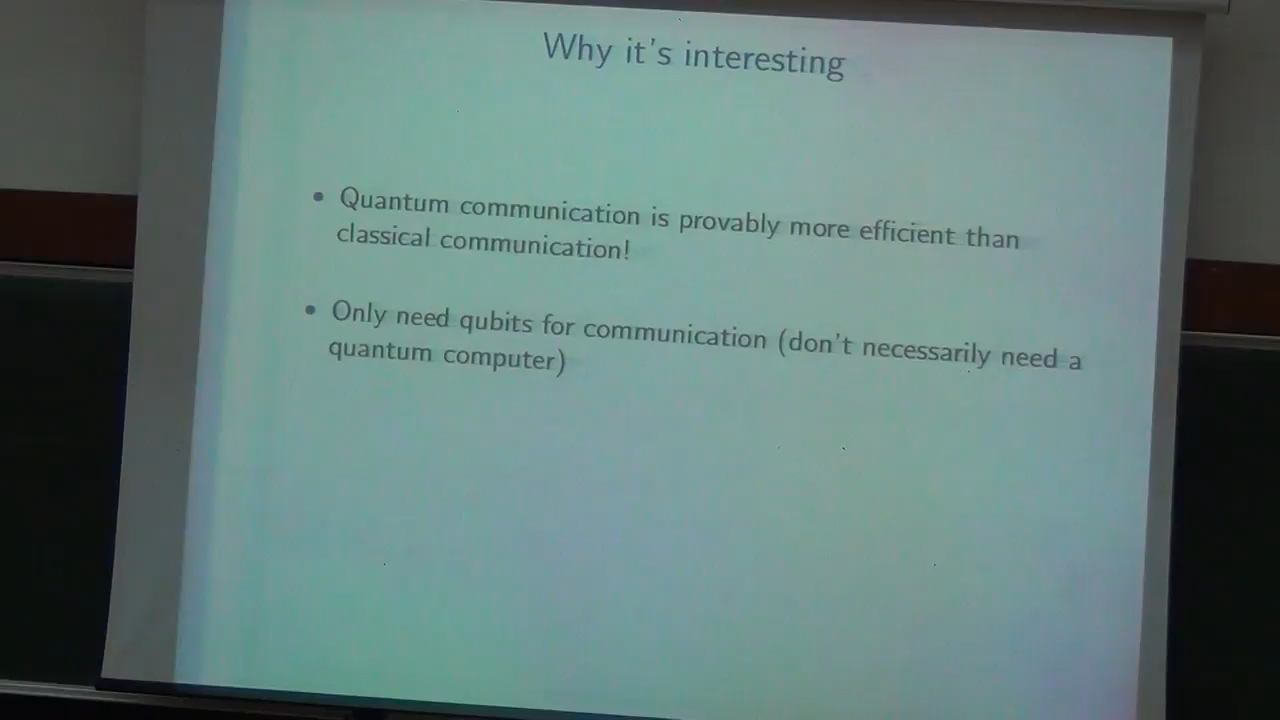 Why it's interesting
• Quantum communication is provably more efficient than
classical communication!
• Only need qubits for communication (don't necessarily need a
quantum computer)